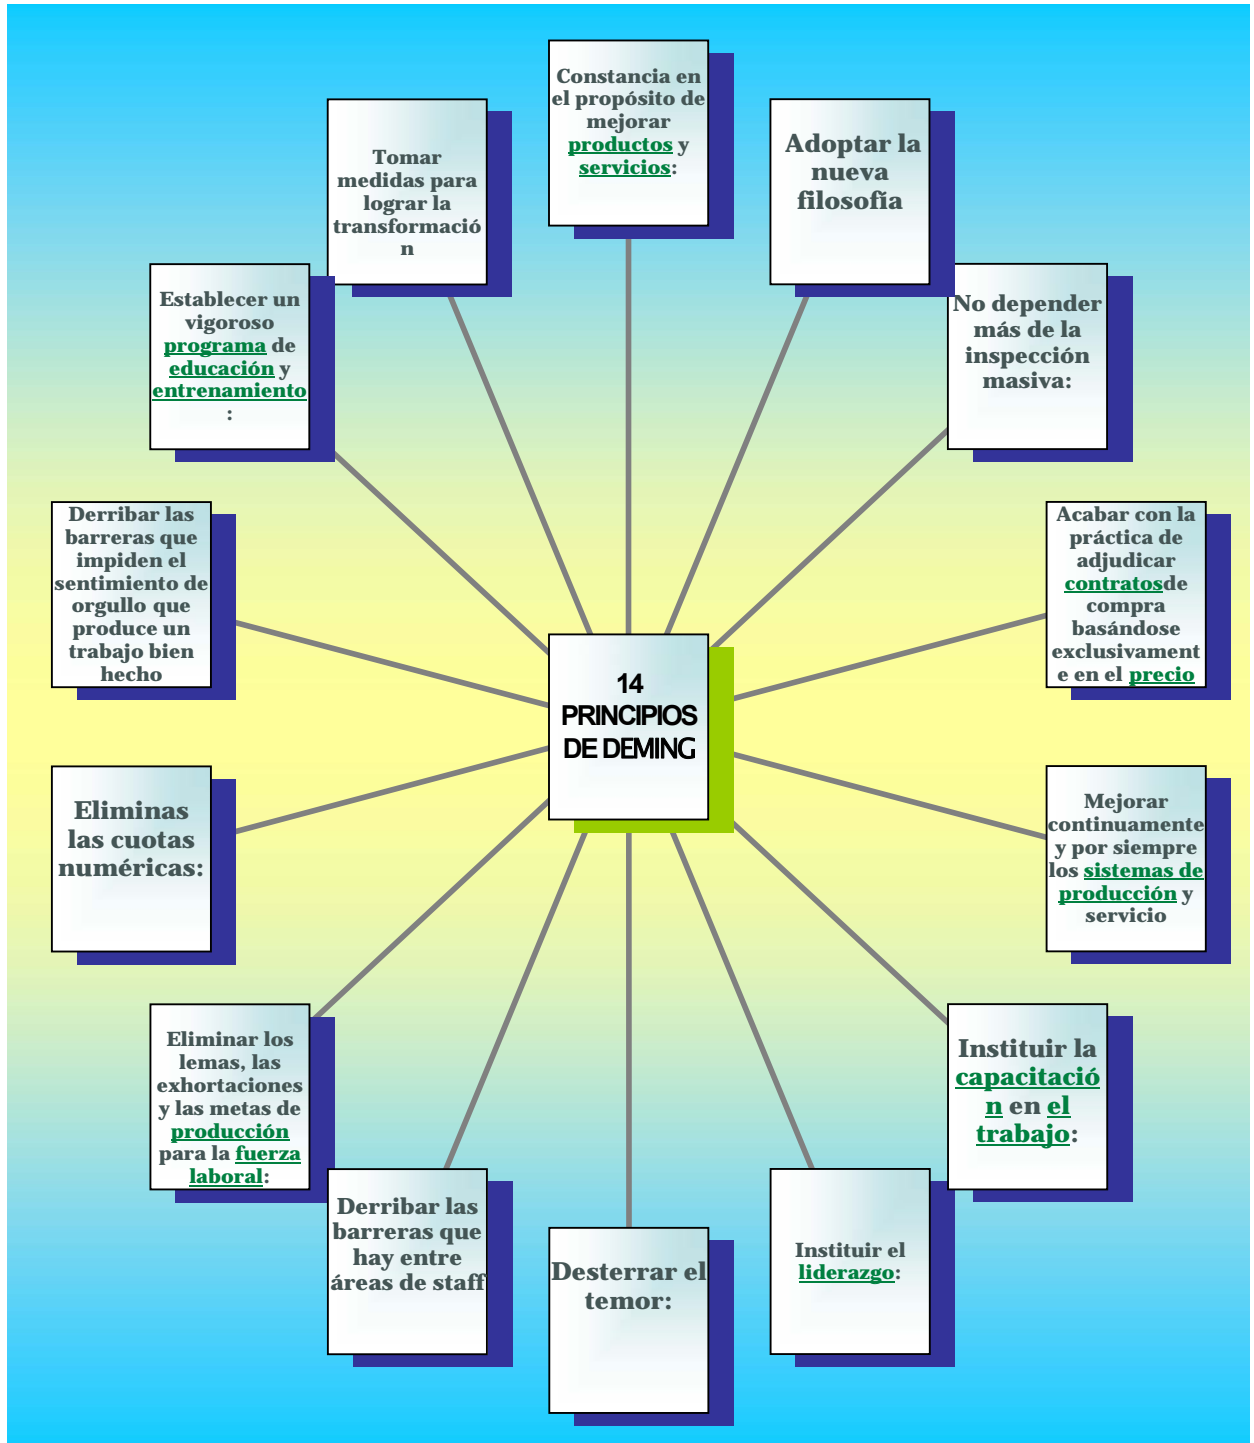 Constancia en
el propósito de
mejorar
productos y
servicios:
Adoptar la
nueva
filosofía
No depender
más de la
inspección
masiva:
Acabar con la
práctica de
adjudicar
contratosde
compra
basándose
exclusivament
e en el precio
Mejorar
continuamente
y por siempre
los sistemas de
producción y
servicio
Instituir la
capacitació
n en el
trabajo:
Instituir el
liderazgo:
Desterrar el
temor:
Derribar las
barreras que
hay entre
áreas de staff
Eliminar los
lemas, las
exhortaciones
y las metas de
producción
para la fuerza
laboral:
Eliminas
las cuotas
numéricas:
Derribar las
barreras que
impiden el
sentimiento de
orgullo que
produce un
trabajo bien
hecho
Establecer un
vigoroso
programa de
educación y
entrenamiento
:
Tomar
medidas para
lograr la
transformació
n
14
PRINCIPIOS
DE DEMING